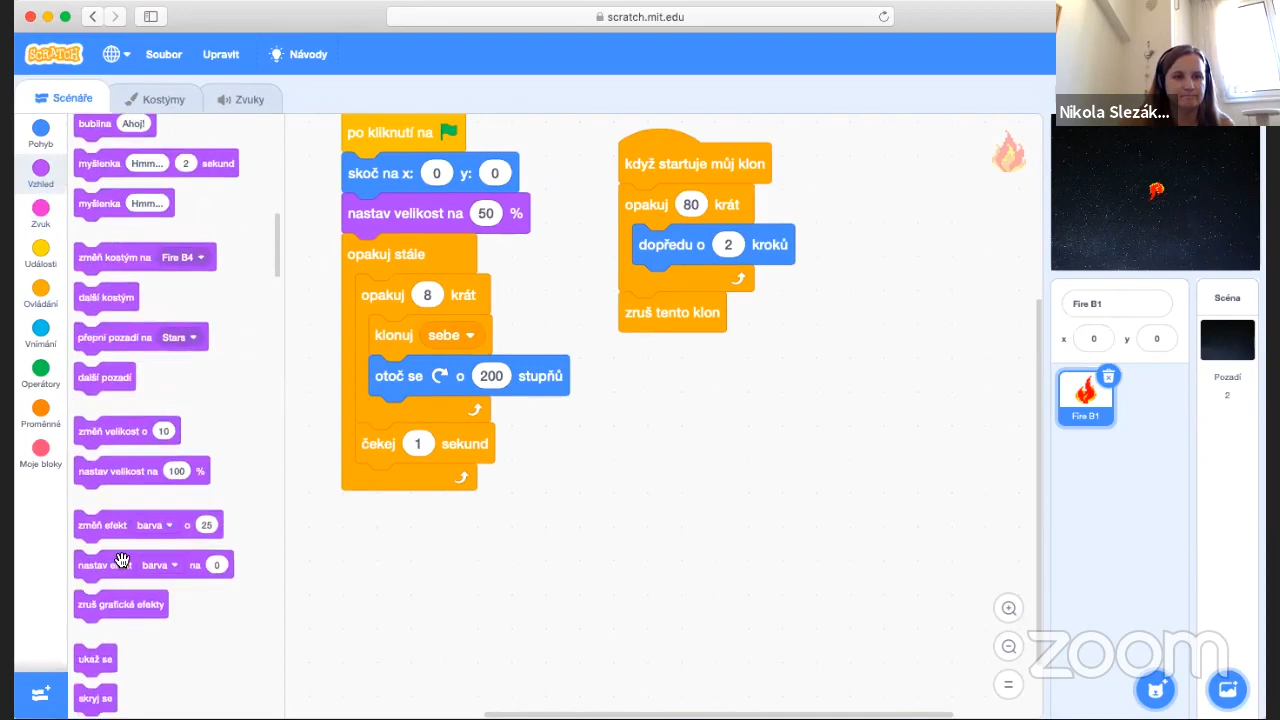 scratch.mit.edu
SCRATCH
Soubor
Upravit
Návody
Nikola Slezák...
Scénáře
Kostýmy
Zvuky
Pohyb
Vzhled
Zvuk
Události
Ovládání
Vnímání
Operátory
Proměnné
Moje bloky
bublina Ahoj!
myšlenka Hmm... 2 sekund
myšlenka Hmm...
změň kostým na Fire B4
další kostým
přepni pozadí na Stars
další pozadí
změň velikost o 10
nastav velikost na 100 %
změň efekt barva o 25
nastav barva na 0
zruš grafické efekty
ukaž se
skryj se
po kliknutí na
skoč na x: 0 y: 0
nastav velikost na 50 %
opakuj stále
opakuj 8 krát
klonuj sebe
otoč se o 200 stupňů
čekej 1 sekund
když startuje můj klon
opakuj 80 krát
dopředu o 2 kroků
zruš tento klon
Fire B1
x 0 y 0
Fire B1
Scéna
Pozadí
2
zoom